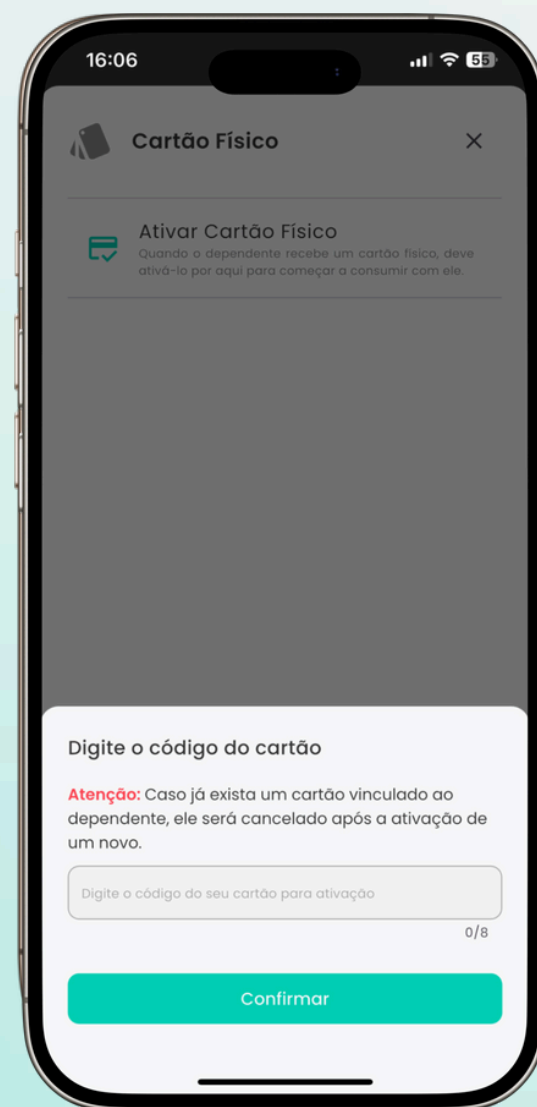 16:06
55
Cartão Físico
Ativar Cartão Físico
Quando o dependente recebe um cartão físico, deve
ativá-lo por aqui para começar a consumir com ele.
Digite o código do cartão
Atenção: Caso já exista um cartão vinculado ao
dependente, ele será cancelado após a ativação de
um novo.
Digite o código do seu cartão para ativação
0/8
Confirmar